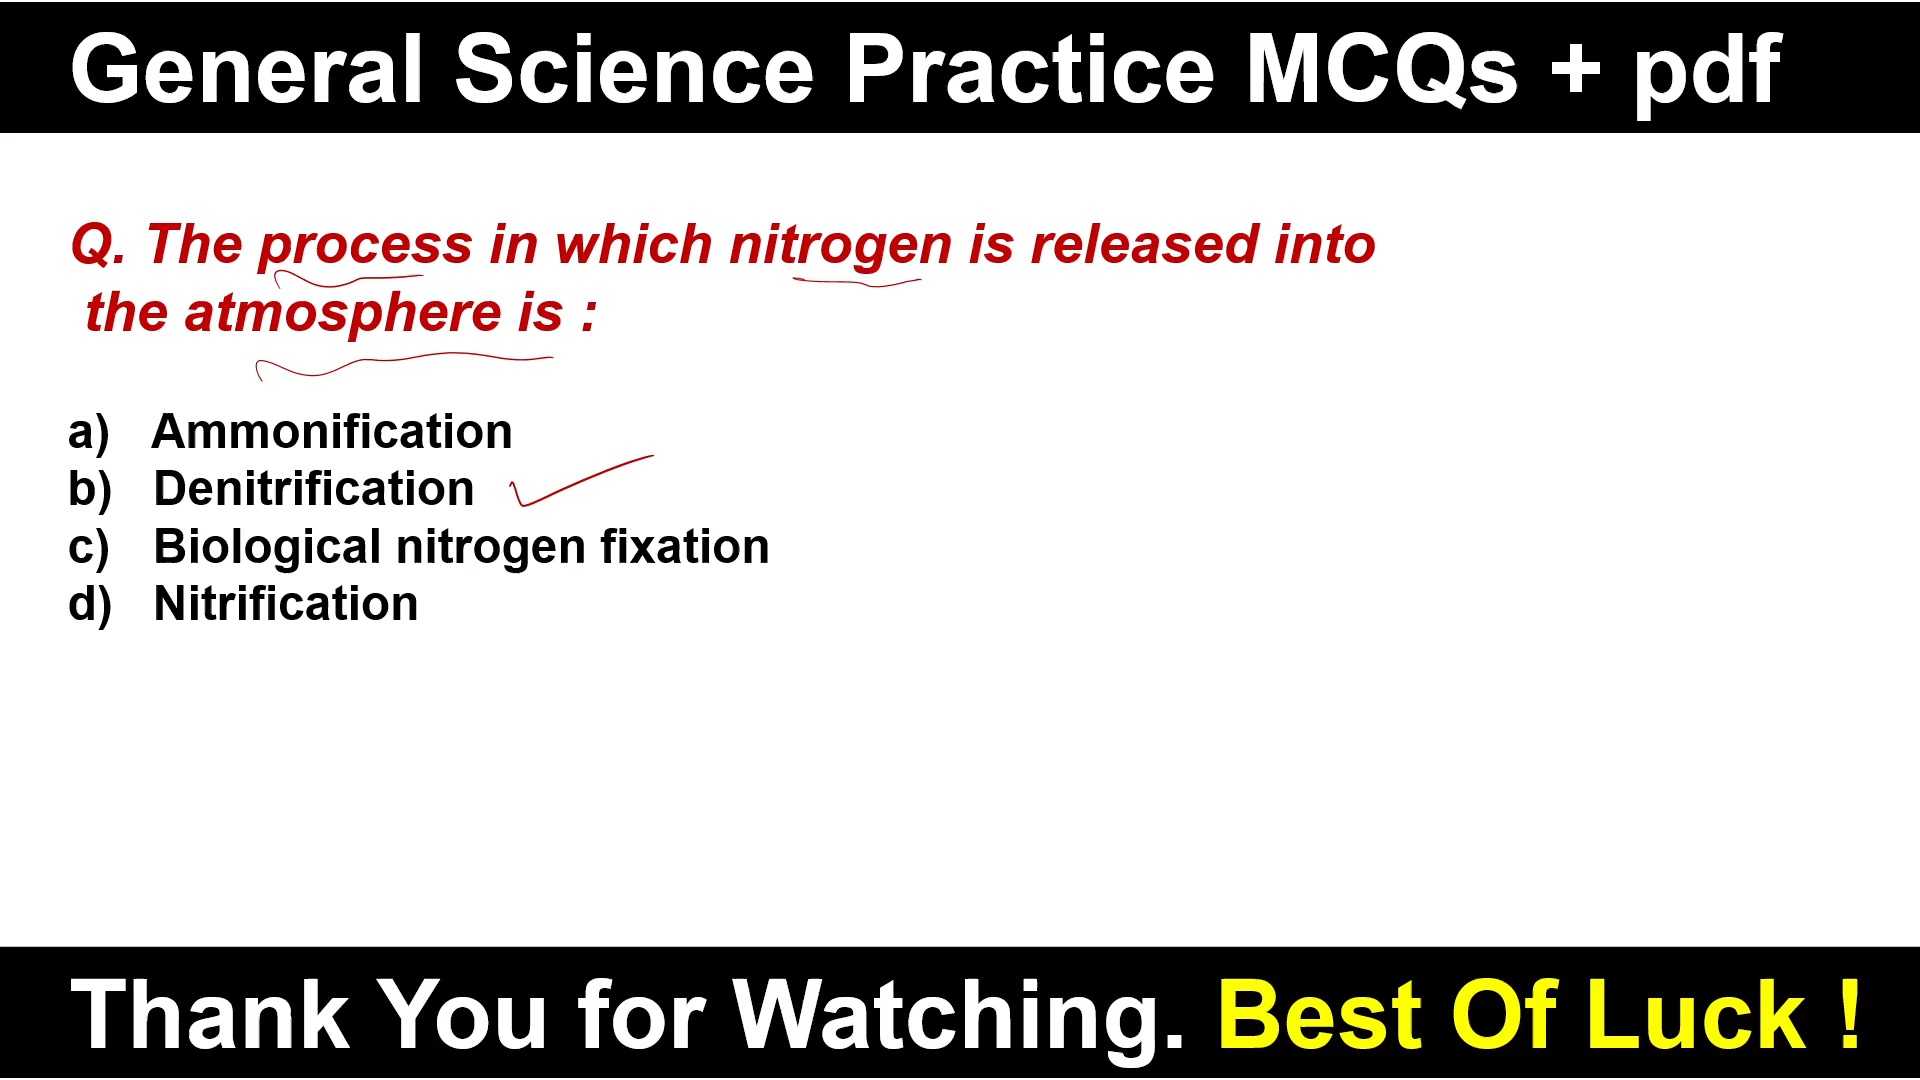 General Science Practice MCQs + pdf
Q. The process in which nitrogen is released into
the atmosphere is :
a) Ammonification
b) Denitrification
c) Biological nitrogen fixation
d) Nitrification
Thank You for Watching. Best Of Luck !